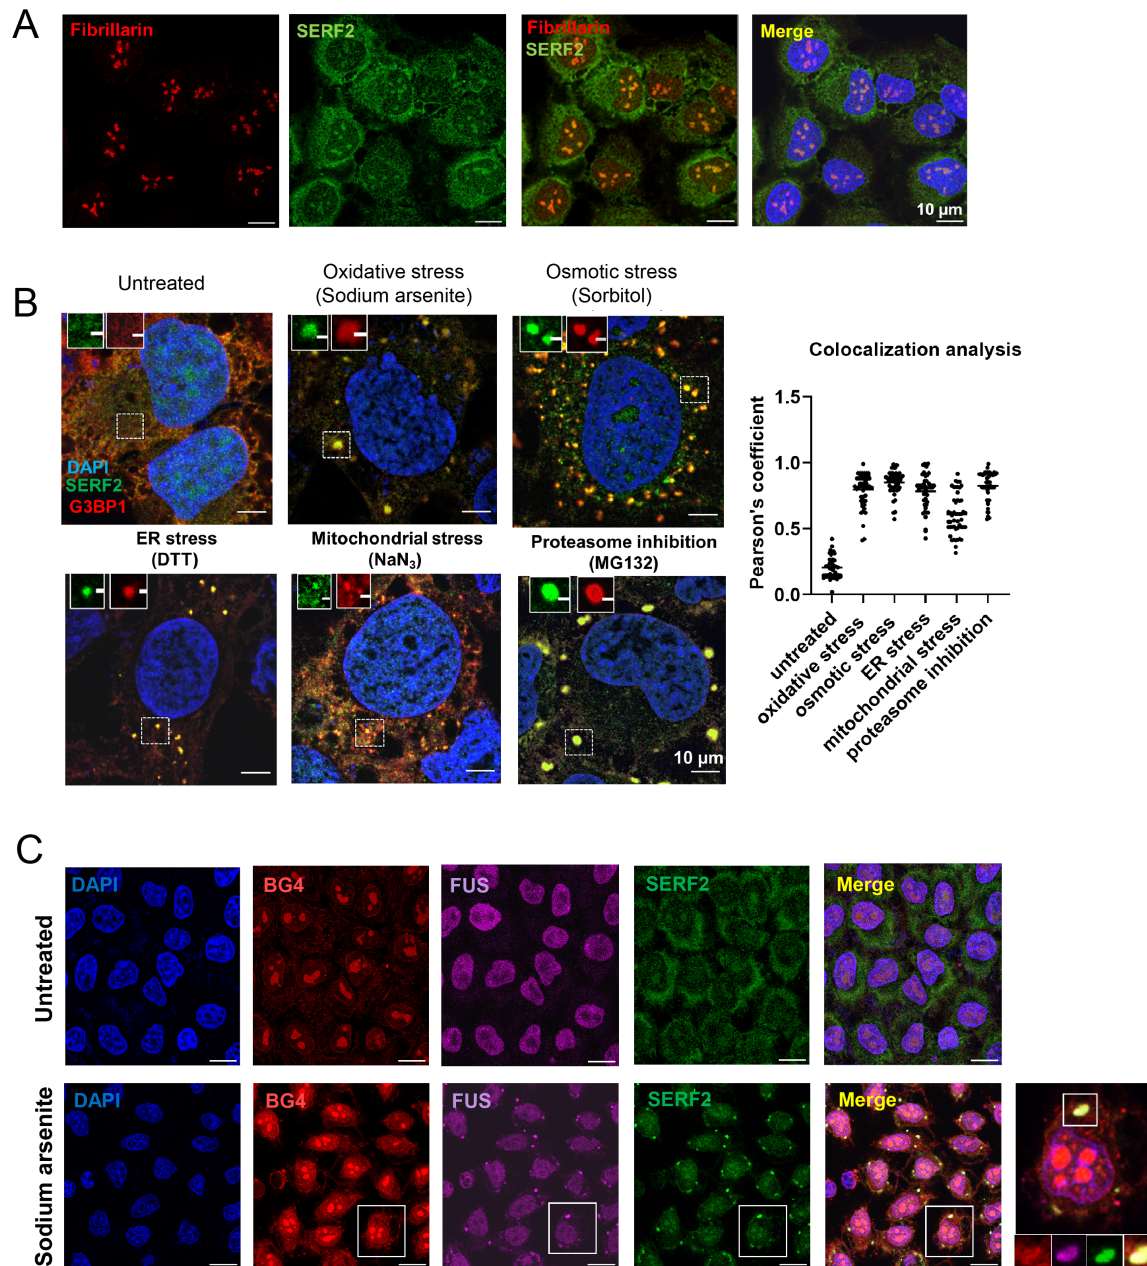 A
Fibrillarin
SERF2
Fibrillarin
SERF2
Merge
10 μm
B
Untreated
Oxidative stress
(Sodium arsenite)
Osmotic stress
(Sorbitol)
DAPI
SERF2
G3BP1
ER stress
(DTT)
Mitochondrial stress
(NaN₃)
Proteasome inhibition
(MG132)
10 μm
Colocalization analysis
Pearson's coefficient
1.5
1.0
0.5
0.0
untreated
oxidative stress
osmotic stress
ER stress
mitochondrial stress
proteasome inhibition
C
Untreated
DAPI
BG4
FUS
SERF2
Merge
Sodium arsenite
DAPI
BG4
FUS
SERF2
Merge